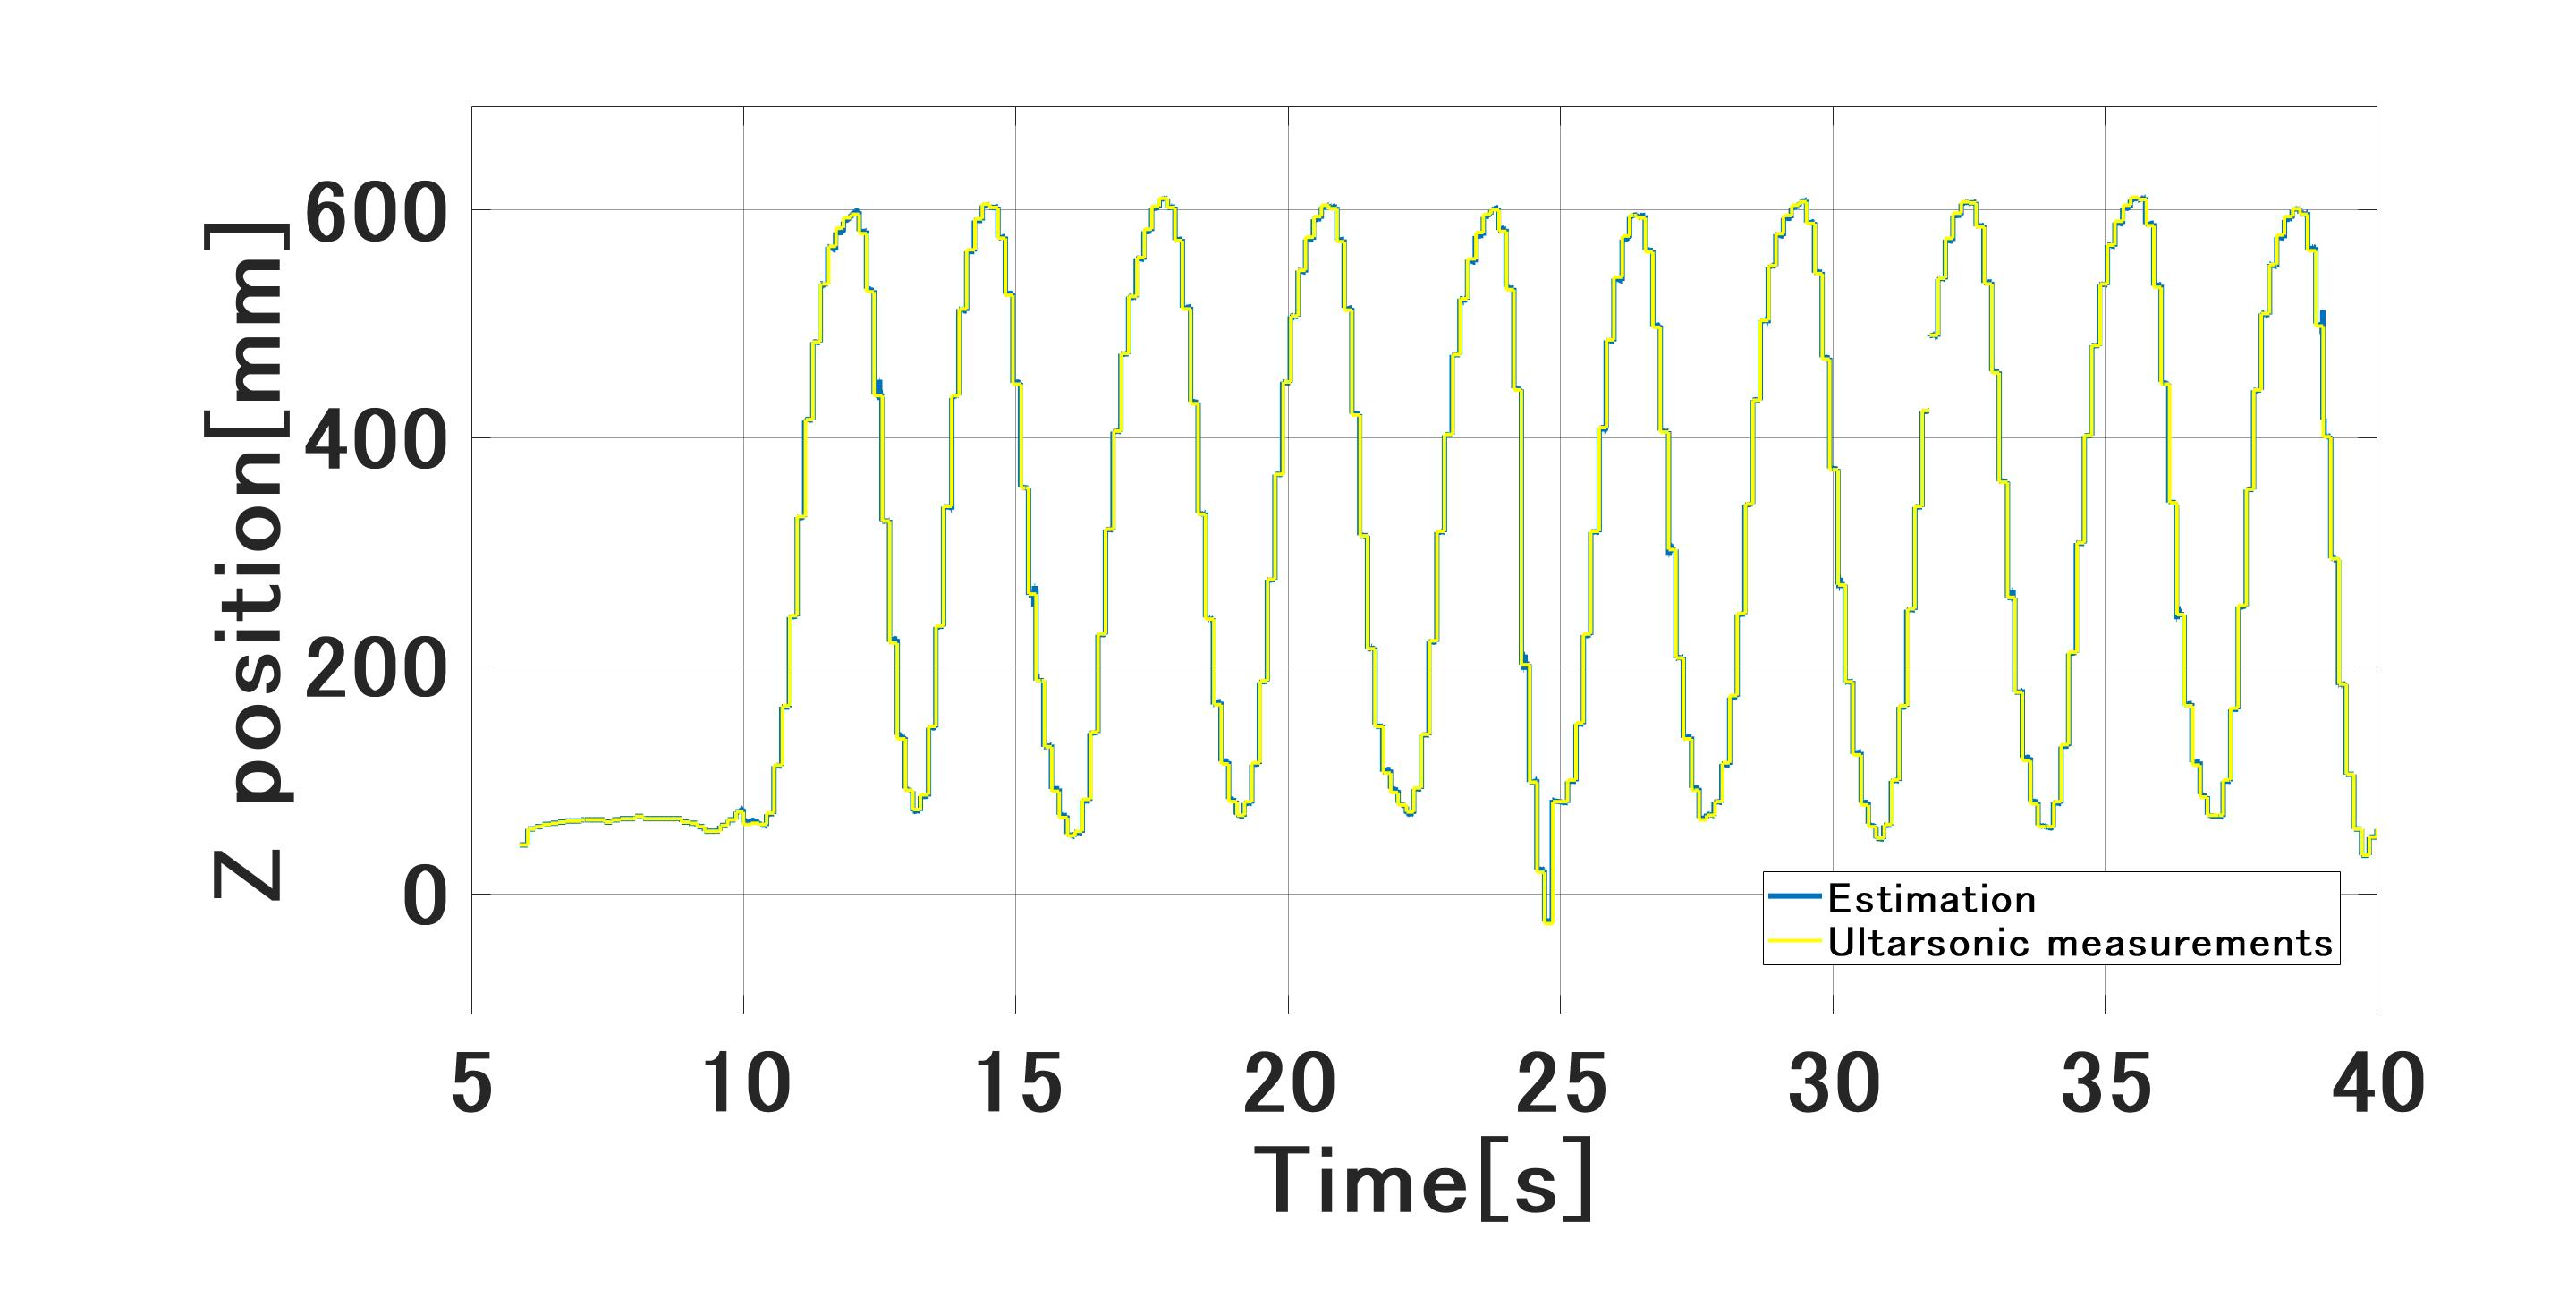 Z position[mm]
600
400
200
0
Estimation
Ultarsonic measurements
5 10 15 20 25 30 35 40
Time[s]